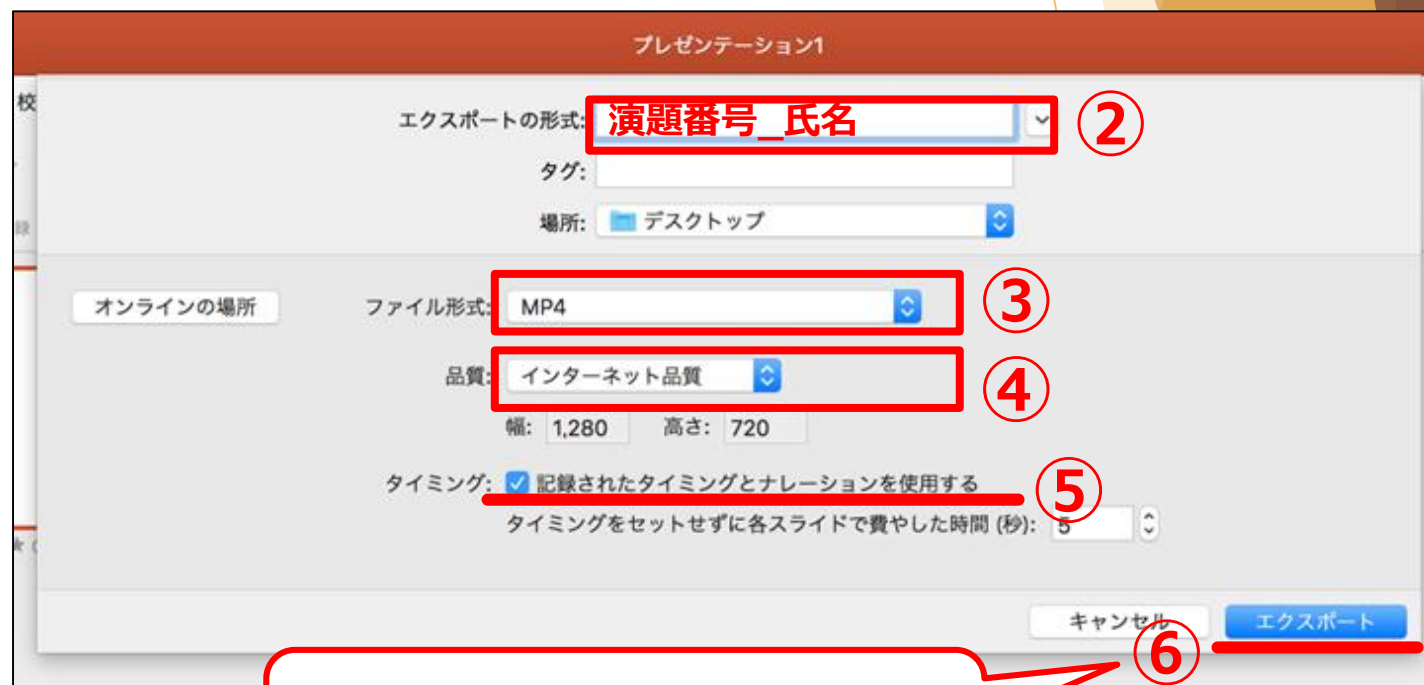 プレゼンテーション1
校
エクスポートの形式: 演題番号_氏名 ②
タグ:
場所: デスクトップ
録
オンラインの場所 ファイル形式: MP4 ③
品質: インターネット品質 ④
幅: 1,280 高さ: 720
タイミング: 記録されたタイミングとナレーションを使用する ⑤
タイミングをセットせずに各スライドで費やした時間 (秒): 5
キャンセル エクスポート
⑥